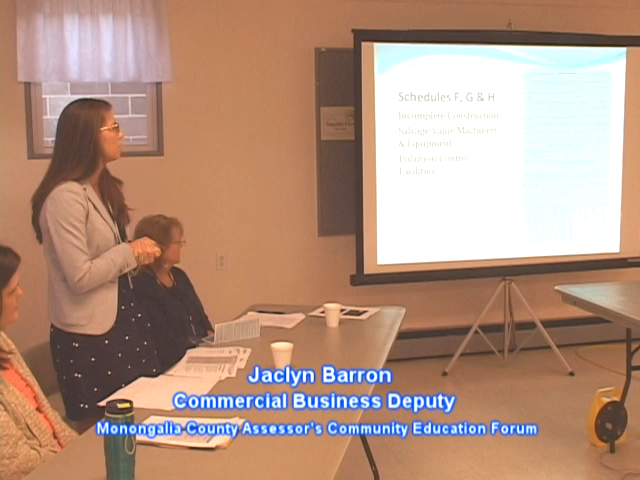 Schedules F, G & H
Incomplete Construction
Salvage Value Machinery
& Equipment
Pollution Control
Facilities
Jaclyn Barron
Commercial Business Deputy
Monongalia County Assessor's Community Education Forum